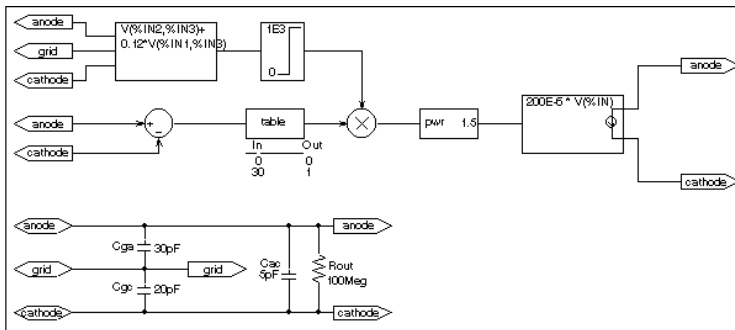 anode
grid
cathode
V(%IN2,%IN3)+
0.12*V(%IN1,%IN3)
1E3
0
anode
cathode
+
−
table
In Out
0 0
30 1
pwr 1.5
200E-6 * V(%IN)
anode
cathode
anode
grid
cathode
Cga
30pF
Cgc
20pF
grid
Cac
5pF
Rout
100Meg
anode
cathode